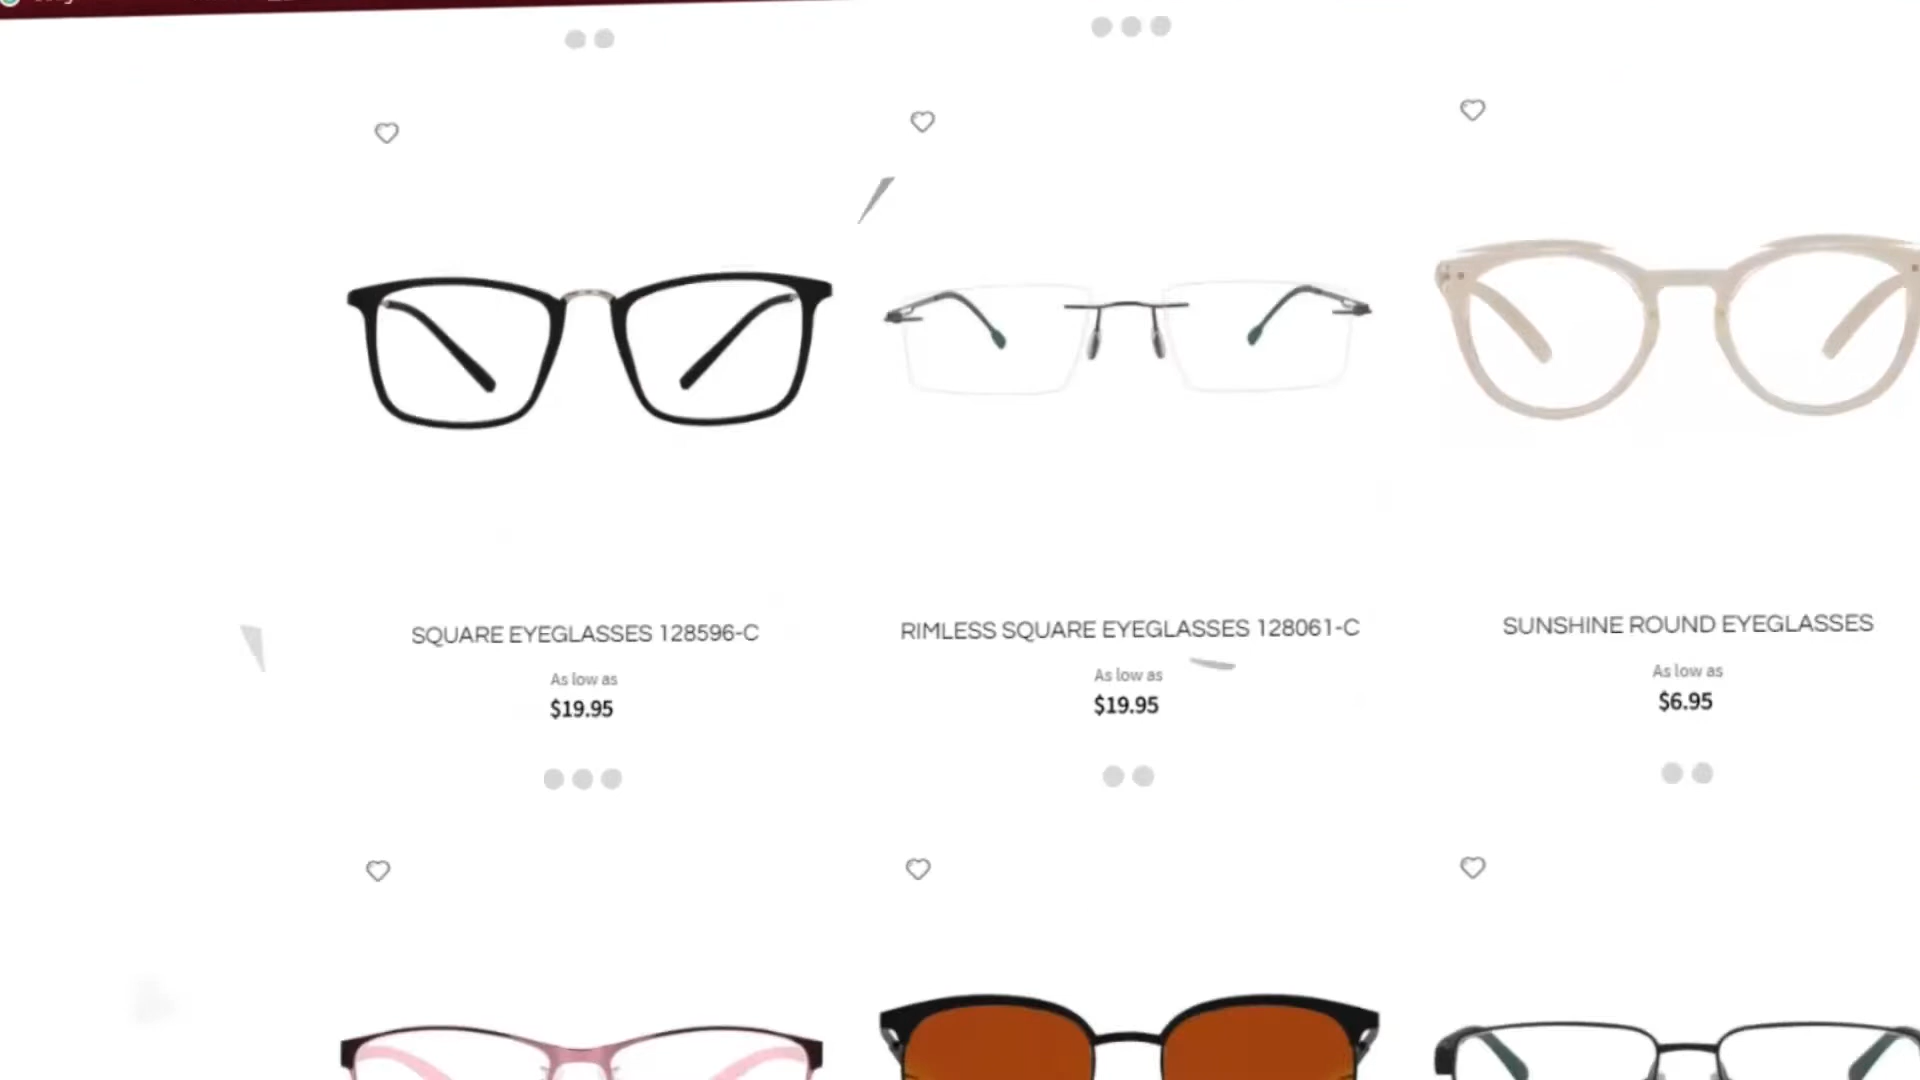 SQUARE EYEGLASSES 128596-C
As low as
$19.95
RIMLESS SQUARE EYEGLASSES 128061-C
As low as
$19.95
SUNSHINE ROUND EYEGLASSES
As low as
$6.95